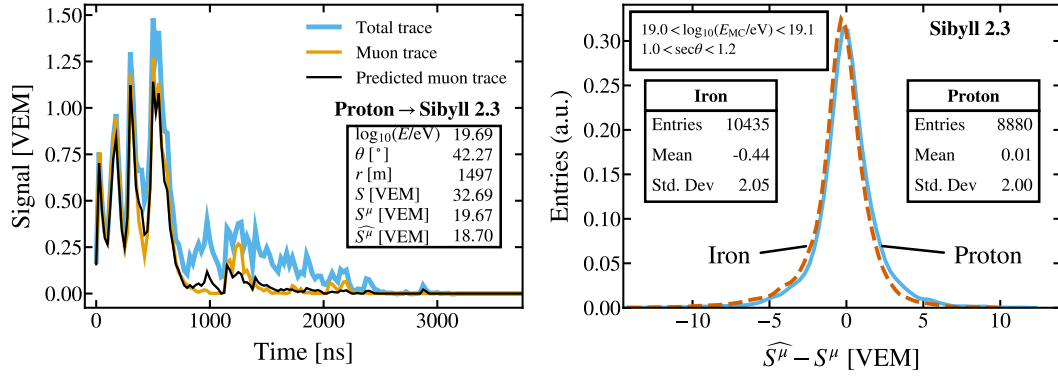 Total trace
Muon trace
Predicted muon trace
Proton → Sibyll 2.3
log₁₀(E/eV) 19.69
θ [°] 42.27
r [m] 1497
S [VEM] 32.69
S^μ [VEM] 19.67
\widehat{S^μ} [VEM] 18.70
Signal [VEM]
1.50
1.25
1.00
0.75
0.50
0.25
0.00
0 1000 2000 3000
Time [ns]
19.0 < log₁₀(E_MC/eV) < 19.1
1.0 < secθ < 1.2
Sibyll 2.3
Iron
Entries 10435
Mean -0.44
Std. Dev 2.05
Proton
Entries 8880
Mean 0.01
Std. Dev 2.00
Iron
Proton
Entries (a.u.)
0.30
0.25
0.20
0.15
0.10
0.05
0.00
−10 −5 0 5 10
\widehat{S^μ} − S^μ [VEM]